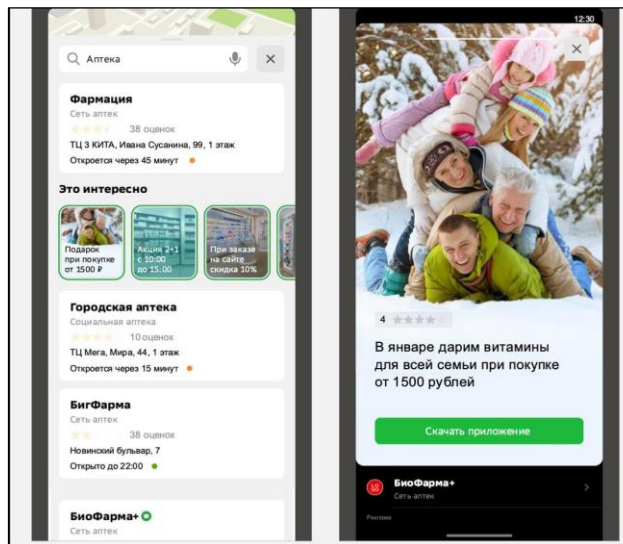 Аптека
Фармация
Сеть аптек
38 оценок
ТЦ 3 КИТА, Ивана Сусанина, 99, 1 этаж
Откроется через 45 минут
Это интересно
Подарок
при покупке
от 1500 ₽
Акция 2+1
с 10:00
до 15:00
При заказе
на сайте
скидка 10%
Городская аптека
Социальная аптека
10 оценок
ТЦ Мега, Мира, 44, 1 этаж
Откроется через 15 минут
БигФарма
Сеть аптек
38 оценок
Новинский бульвар, 7
Открыто до 22:00
БиоФарма+
Сеть аптек
12:30
4
В январе дарим витамины
для всей семьи при покупке
от 1500 рублей
Скачать приложение
БиоФарма+
Сеть аптек
Реклама